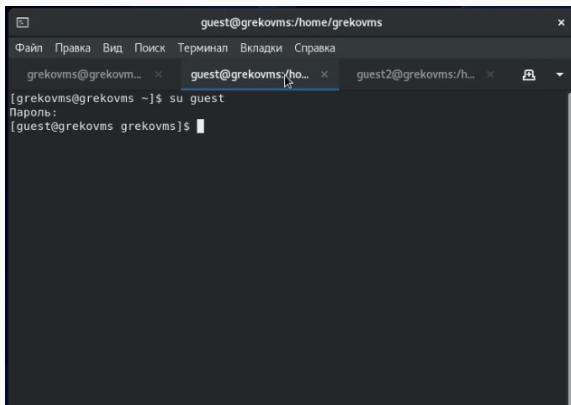 guest@grekovms:/home/grekovms
Файл Правка Вид Поиск Терминал Вкладки Справка
grekovms@grekovm... guest@grekovms:/ho... guest2@grekovms:/h...
[grekovms@grekovms ~]$ su guest
Пароль:
[guest@grekovms grekovms]$